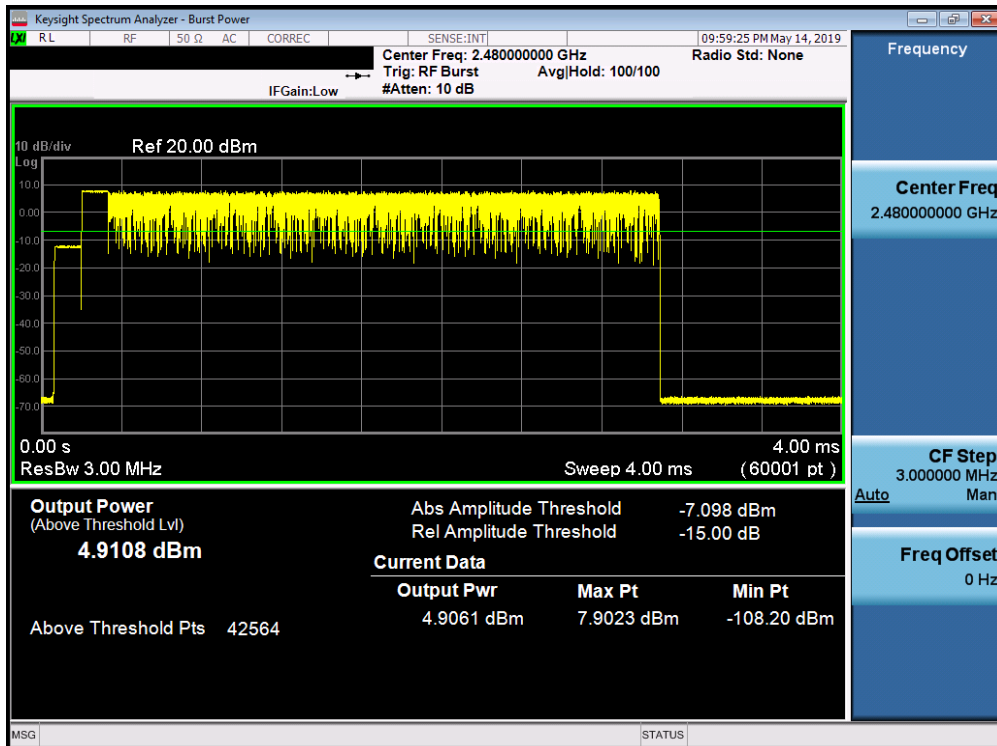 Keysight Spectrum Analyzer - Burst Power
LXI RL RF 50 Ω AC CORREC SENSE:INT 09:59:25 PM May 14, 2019
Center Freq: 2.480000000 GHz Radio Std: None
Trig: RF Burst Avg|Hold: 100/100
IFGain:Low #Atten: 10 dB
Frequency
10 dB/div Ref 20.00 dBm
Log
10.0
0.00
-10.0
-20.0
-30.0
-40.0
-50.0
-60.0
-70.0
0.00 s 4.00 ms
ResBw 3.00 MHz Sweep 4.00 ms (60001 pt)
Output Power
(Above Threshold Lvl)
4.9108 dBm
Above Threshold Pts 42564
Abs Amplitude Threshold -7.098 dBm
Rel Amplitude Threshold -15.00 dB
Current Data
Output Pwr Max Pt Min Pt
4.9061 dBm 7.9023 dBm -108.20 dBm
Center Freq
2.480000000 GHz
CF Step
3.000000 MHz
Auto Man
Freq Offset
0 Hz
MSG STATUS